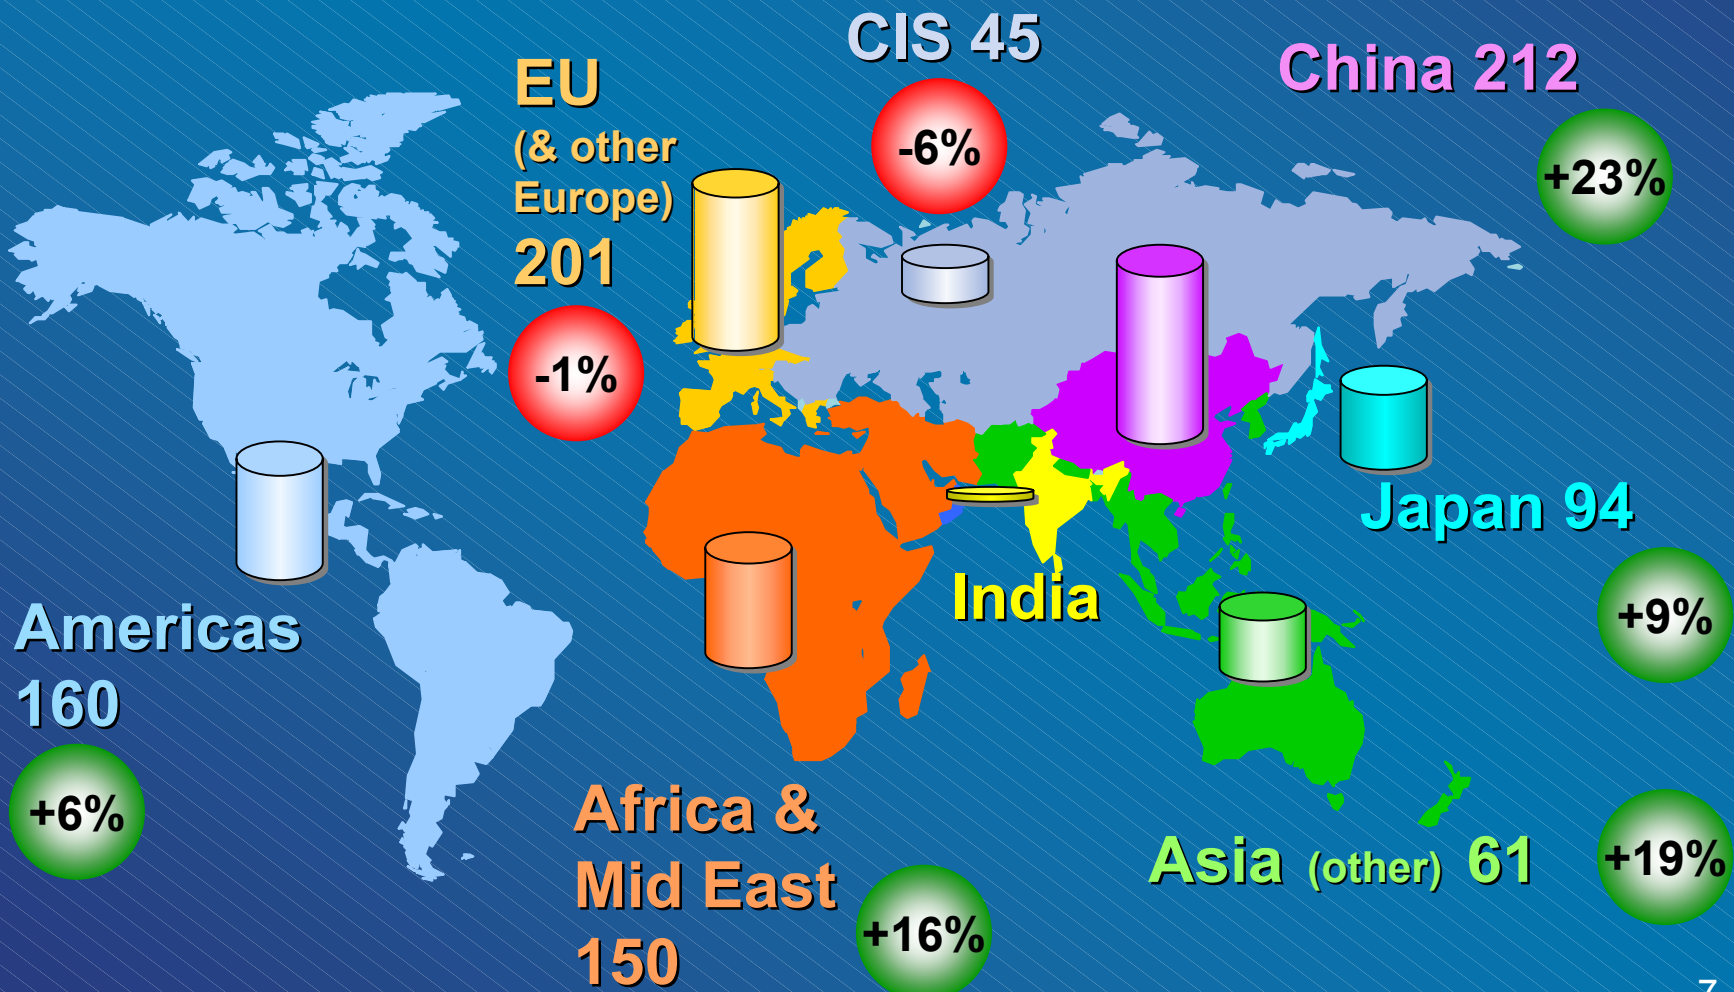 CIS 45
-6%
China 212
+23%
EU
(& other
Europe)
201
-1%
Japan 94
+9%
India
Americas
160
+6%
Africa &
Mid East
150
+16%
Asia (other) 61
+19%
7